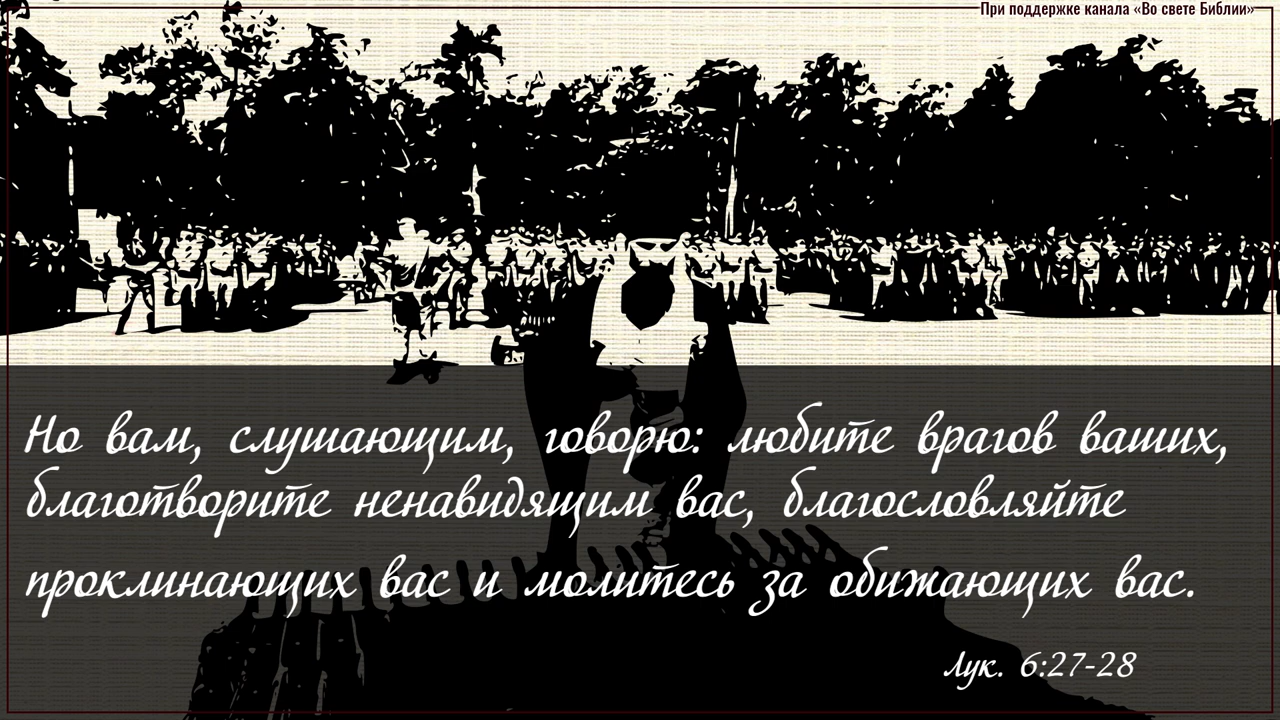 При поддержке канала «Во свете Библии»
Но вам, слушающим, говорю: любите врагов ваших,
благотворите ненавидящим вас, благословляйте
проклинающих вас и молитесь за обижающих вас.
Лук. 6:27-28